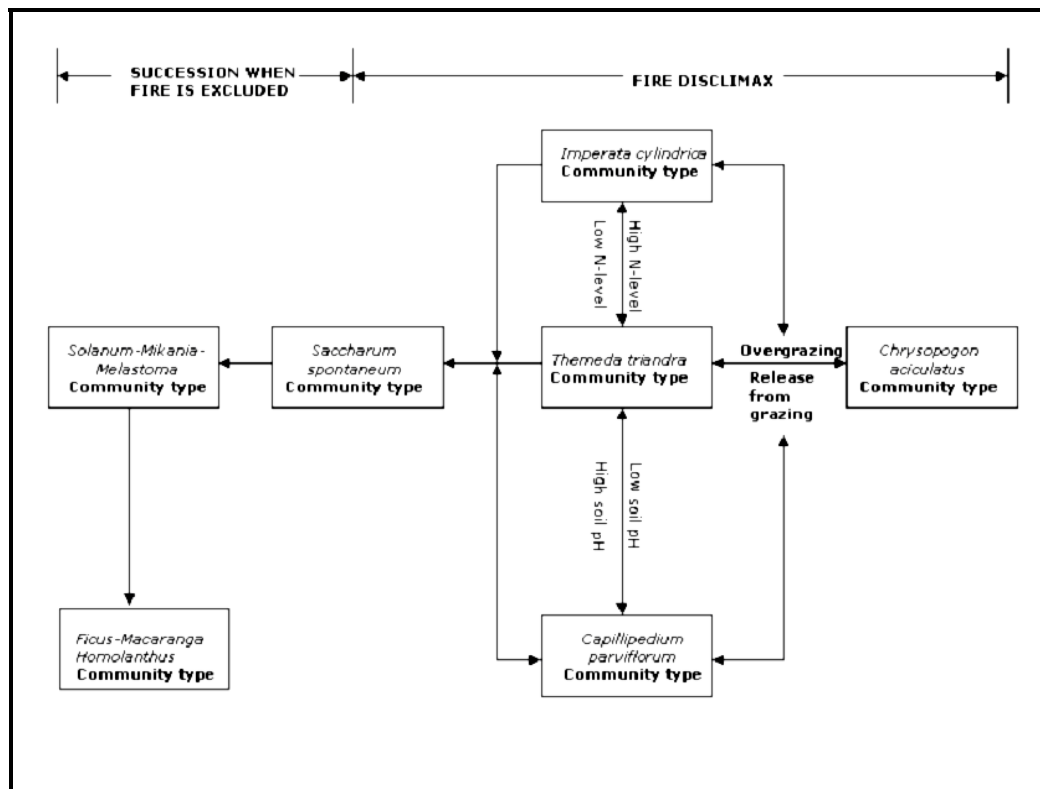 SUCCESSION WHEN
FIRE IS EXCLUDED
FIRE DISCLIMAX
Imperata cylindrica
Community type
Low N-level
High N-level
Solanum-Mikania-
Melastoma
Community type
Saccharum
spontaneum
Community type
Themeda triandra
Community type
Overgrazing
Release
from
grazing
Chrysopogon
aciculatus
Community type
High soil pH
Low soil pH
Ficus-Macaranga
Homolanthus
Community type
Capillipedium
parviflorum
Community type